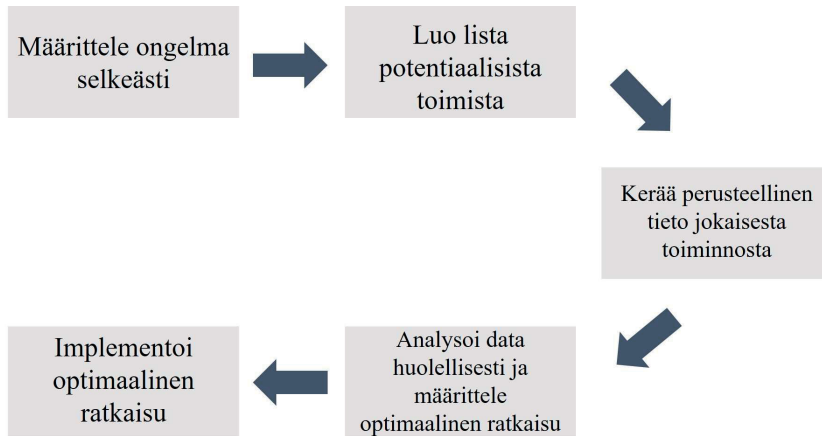 Määrittele ongelma
selkeästi
Luo lista
potentiaalisista
toimista
Kerää perusteellinen
tieto jokaisesta
toiminnosta
Analysoi data
huolellisesti ja
määrittele
optimaalinen ratkaisu
Implementoi
optimaalinen
ratkaisu